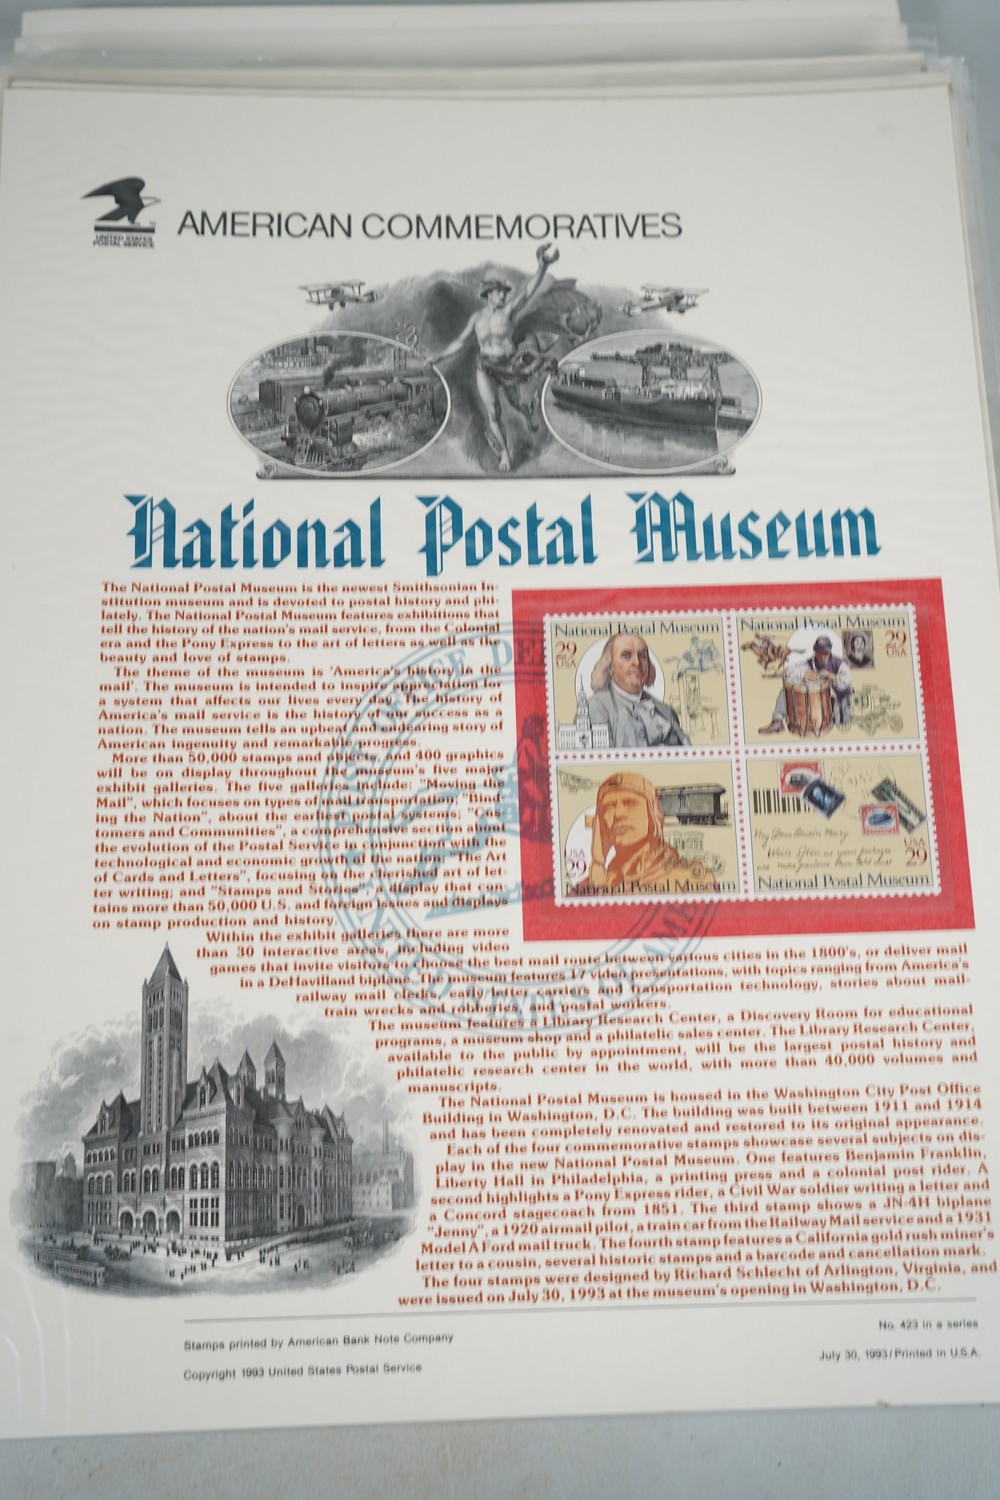 UNITED STATES
POSTAL SERVICE
AMERICAN COMMEMORATIVES
National Postal Museum
The National Postal Museum is the newest Smithsonian In-
stitution museum and is devoted to postal history and phi-
lately. The National Postal Museum features exhibitions that
tell the history of the nation's mail service, from the Colonial
era and the Pony Express to the art of letters as well as the
beauty and love of stamps.
The theme of the museum is 'America's history in the
mail'. The museum is intended to inspire appreciation for
a system that affects our lives every day. The history of
America's mail service is the history of our success as a
nation. The museum tells an upbeat and endearing story of
American ingenuity and remarkable progress.
More than 50,000 stamps and objects and 400 graphics
will be on display throughout the museum's five major
exhibit galleries. The five galleries include: "Moving the
Mail", which focuses on types of mail transporation; "Bind-
ing the Nation", about the earliest postal systems; "Cus-
tomers and Communities", a comprehensive section about
the evolution of the Postal Service in conjunction with the
technological and economic growth of the nation; "The Art
of Cards and Letters", focusing on the cherished art of let-
ter writing; and "Stamps and Stories", a display that con-
tains more than 50,000 U.S. and foreign issues and displays
on stamp production and history.
Within the exhibit galleries there are more
than 30 interactive areas, including video
games that invite visitors to choose the best mail route between various cities in the 1800's, or deliver mail
in a DeHavilland biplane. The museum features 17 video presentations, with topics ranging from America's
railway mail clerks, early letter carriers and transportation technology, stories about mail-
train wrecks and robberies, and postal workers.
The museum features a Library Research Center, a Discovery Room for educational
programs, a museum shop and a philatelic sales center. The Library Research Center,
available to the public by appointment, will be the largest postal history and
philatelic research center in the world, with more than 40,000 volumes and
manuscripts.
The National Postal Museum is housed in the Washington City Post Office
Building in Washington, D.C. The building was built between 1911 and 1914
and has been completely renovated and restored to its original appearance.
Each of the four commemorative stamps showcase several subjects on dis-
play in the new National Postal Museum. One features Benjamin Franklin,
Liberty Hall in Philadelphia, a printing press and a colonial post rider. A
second highlights a Pony Express rider, a Civil War soldier writing a letter and
a Concord stagecoach from 1851. The third stamp shows a JN-4H biplane
"Jenny", a 1920 airmail pilot, a train car from the Railway Mail service and a 1931
Model A Ford mail truck. The fourth stamp features a California gold rush miner's
letter to a cousin, several historic stamps and a barcode and cancellation mark.
The four stamps were designed by Richard Schlecht of Arlington, Virginia, and
were issued on July 30, 1993 at the museum's opening in Washington, D.C.
National Postal Museum
29
USA
National Postal Museum
29
USA
USA
29
National Postal Museum
My Dear Cousin Mary
USA
29
National Postal Museum
POST OFFICE DE
UNITED STATES OF AME
Stamps printed by American Bank Note Company
Copyright 1993 United States Postal Service
No. 423 in a series
July 30, 1993/Printed in U.S.A.